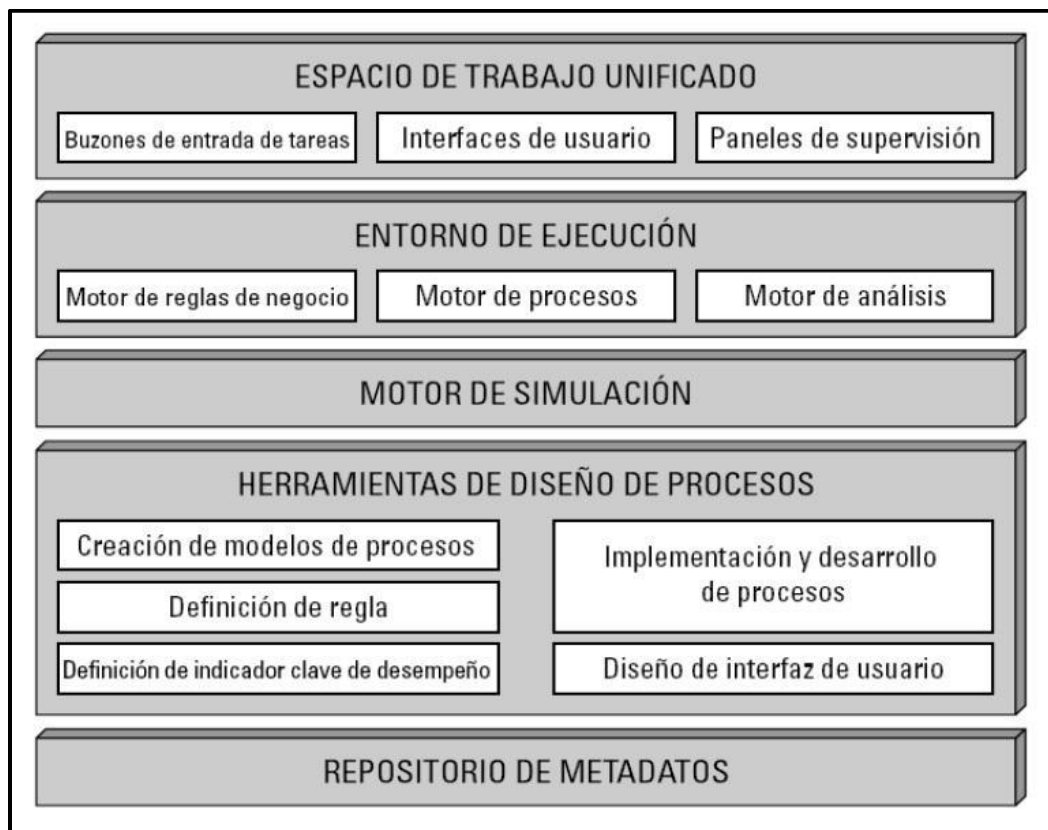 ESPACIO DE TRABAJO UNIFICADO
Buzones de entrada de tareas
Interfaces de usuario
Paneles de supervisión
ENTORNO DE EJECUCIÓN
Motor de reglas de negocio
Motor de procesos
Motor de análisis
MOTOR DE SIMULACIÓN
HERRAMIENTAS DE DISEÑO DE PROCESOS
Creación de modelos de procesos
Definición de regla
Definición de indicador clave de desempeño
Implementación y desarrollo
de procesos
Diseño de interfaz de usuario
REPOSITORIO DE METADATOS